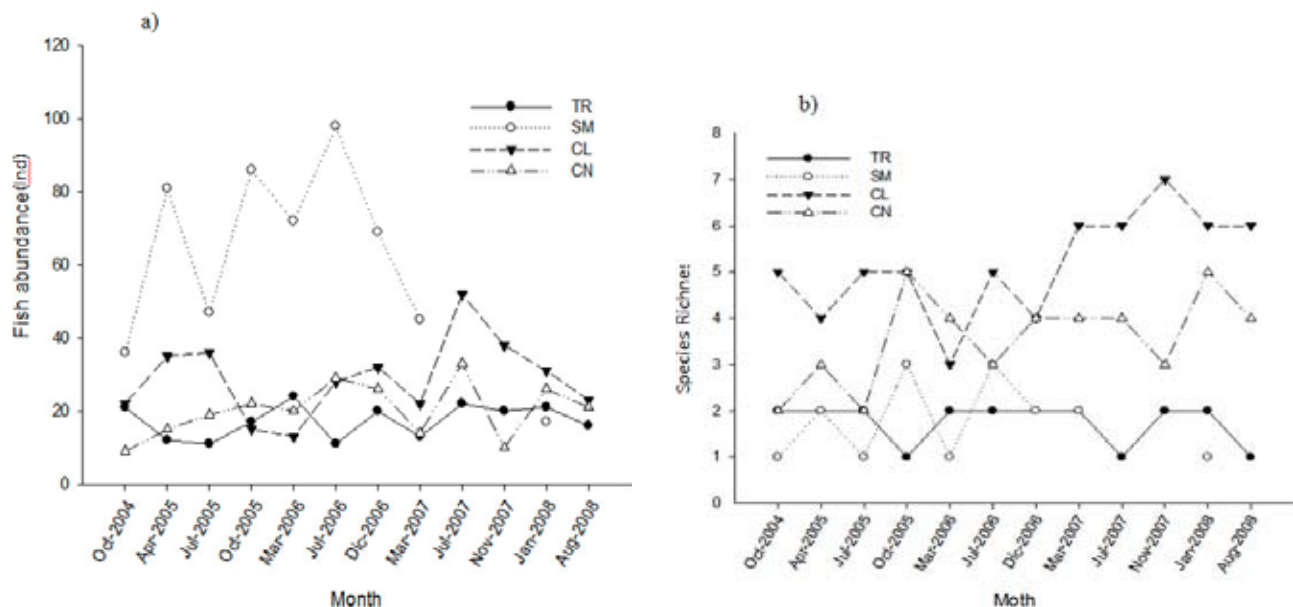 a)
120
100
80
60
40
20
0
Fish abundance(Ind)
TR
SM
CL
CN
Oct-2004
Apr-2005
Jul-2005
Oct-2005
Mar-2006
Jul-2006
Dic-2006
Mar-2007
Jul-2007
Nov-2007
Jan-2008
Aug-2008
Month
b)
8
7
6
5
4
3
2
1
0
Species Richnes
TR
SM
CL
CN
Oct-2004
Apr-2005
Jul-2005
Oct-2005
Mar-2006
Jul-2006
Dic-2006
Mar-2007
Jul-2007
Nov-2007
Jan-2008
Aug-2008
Moth